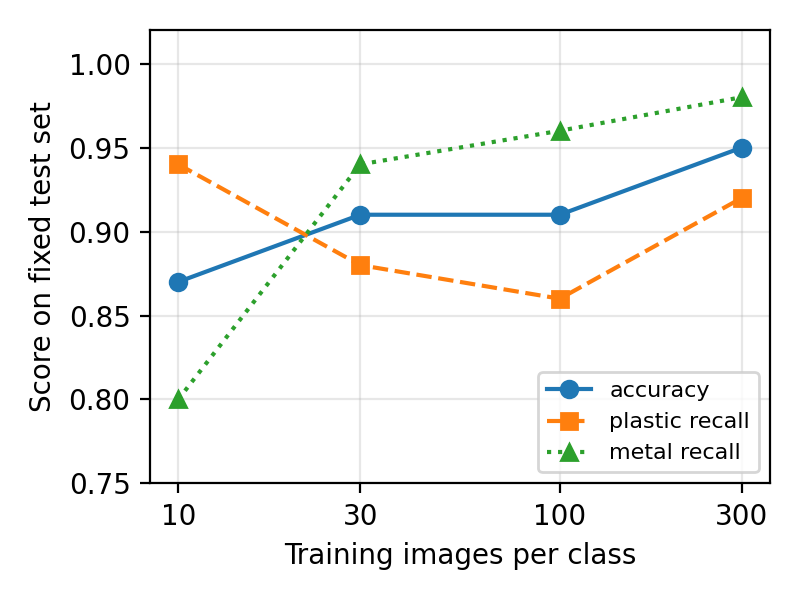 1.00
0.95
0.90
0.85
0.80
0.75
Score on fixed test set
accuracy
plastic recall
metal recall
10 30 100 300
Training images per class